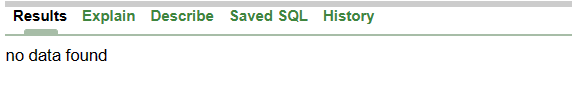 Results Explain Describe Saved SQL History
no data found